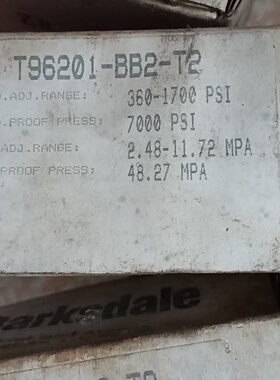 T96201-BB2-T2
.ADJ.RANGE: 360-1700 PSI
.PROOF PRESS: 7000 PSI
.ADJ.RANGE: 2.48-11.72 MPA
.PROOF PRESS: 48.27 MPA
Barksdale